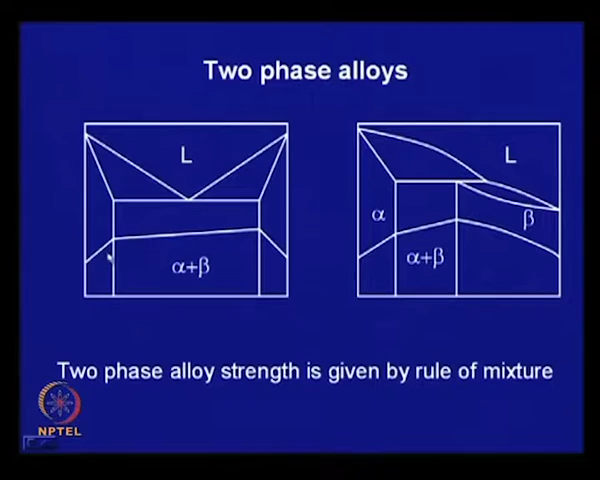 Two phase alloys
L
α+β
L
α
β
α+β
Two phase alloy strength is given by rule of mixture
NPTEL